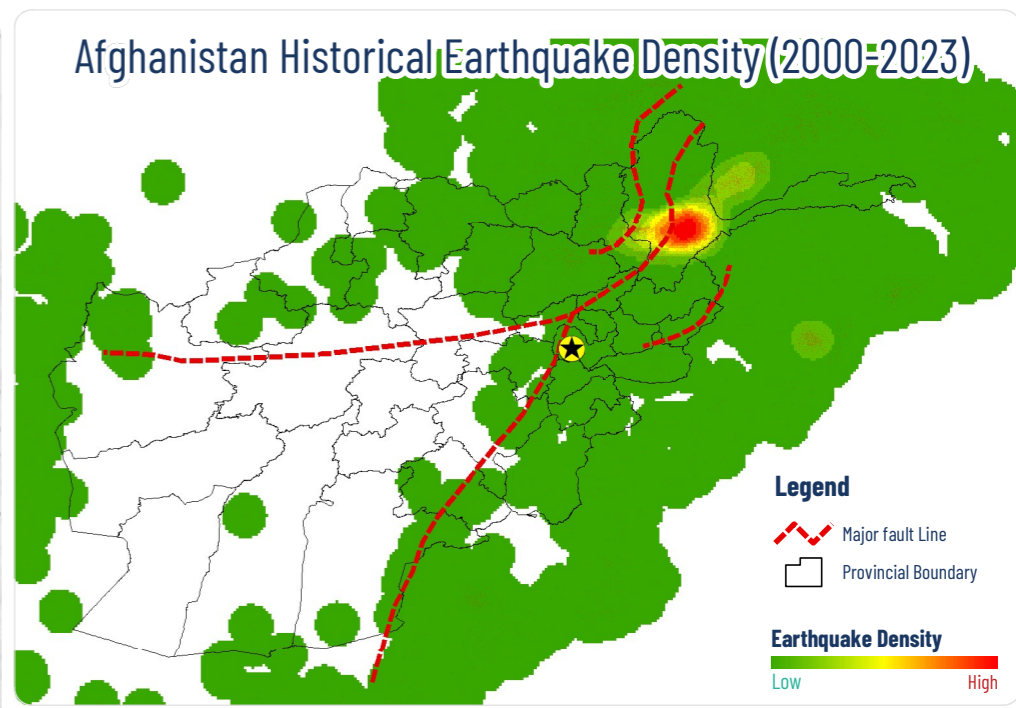 Afghanistan Historical Earthquake Density (2000=2023)
Legend
Major fault Line
Provincial Boundary
Earthquake Density
Low High